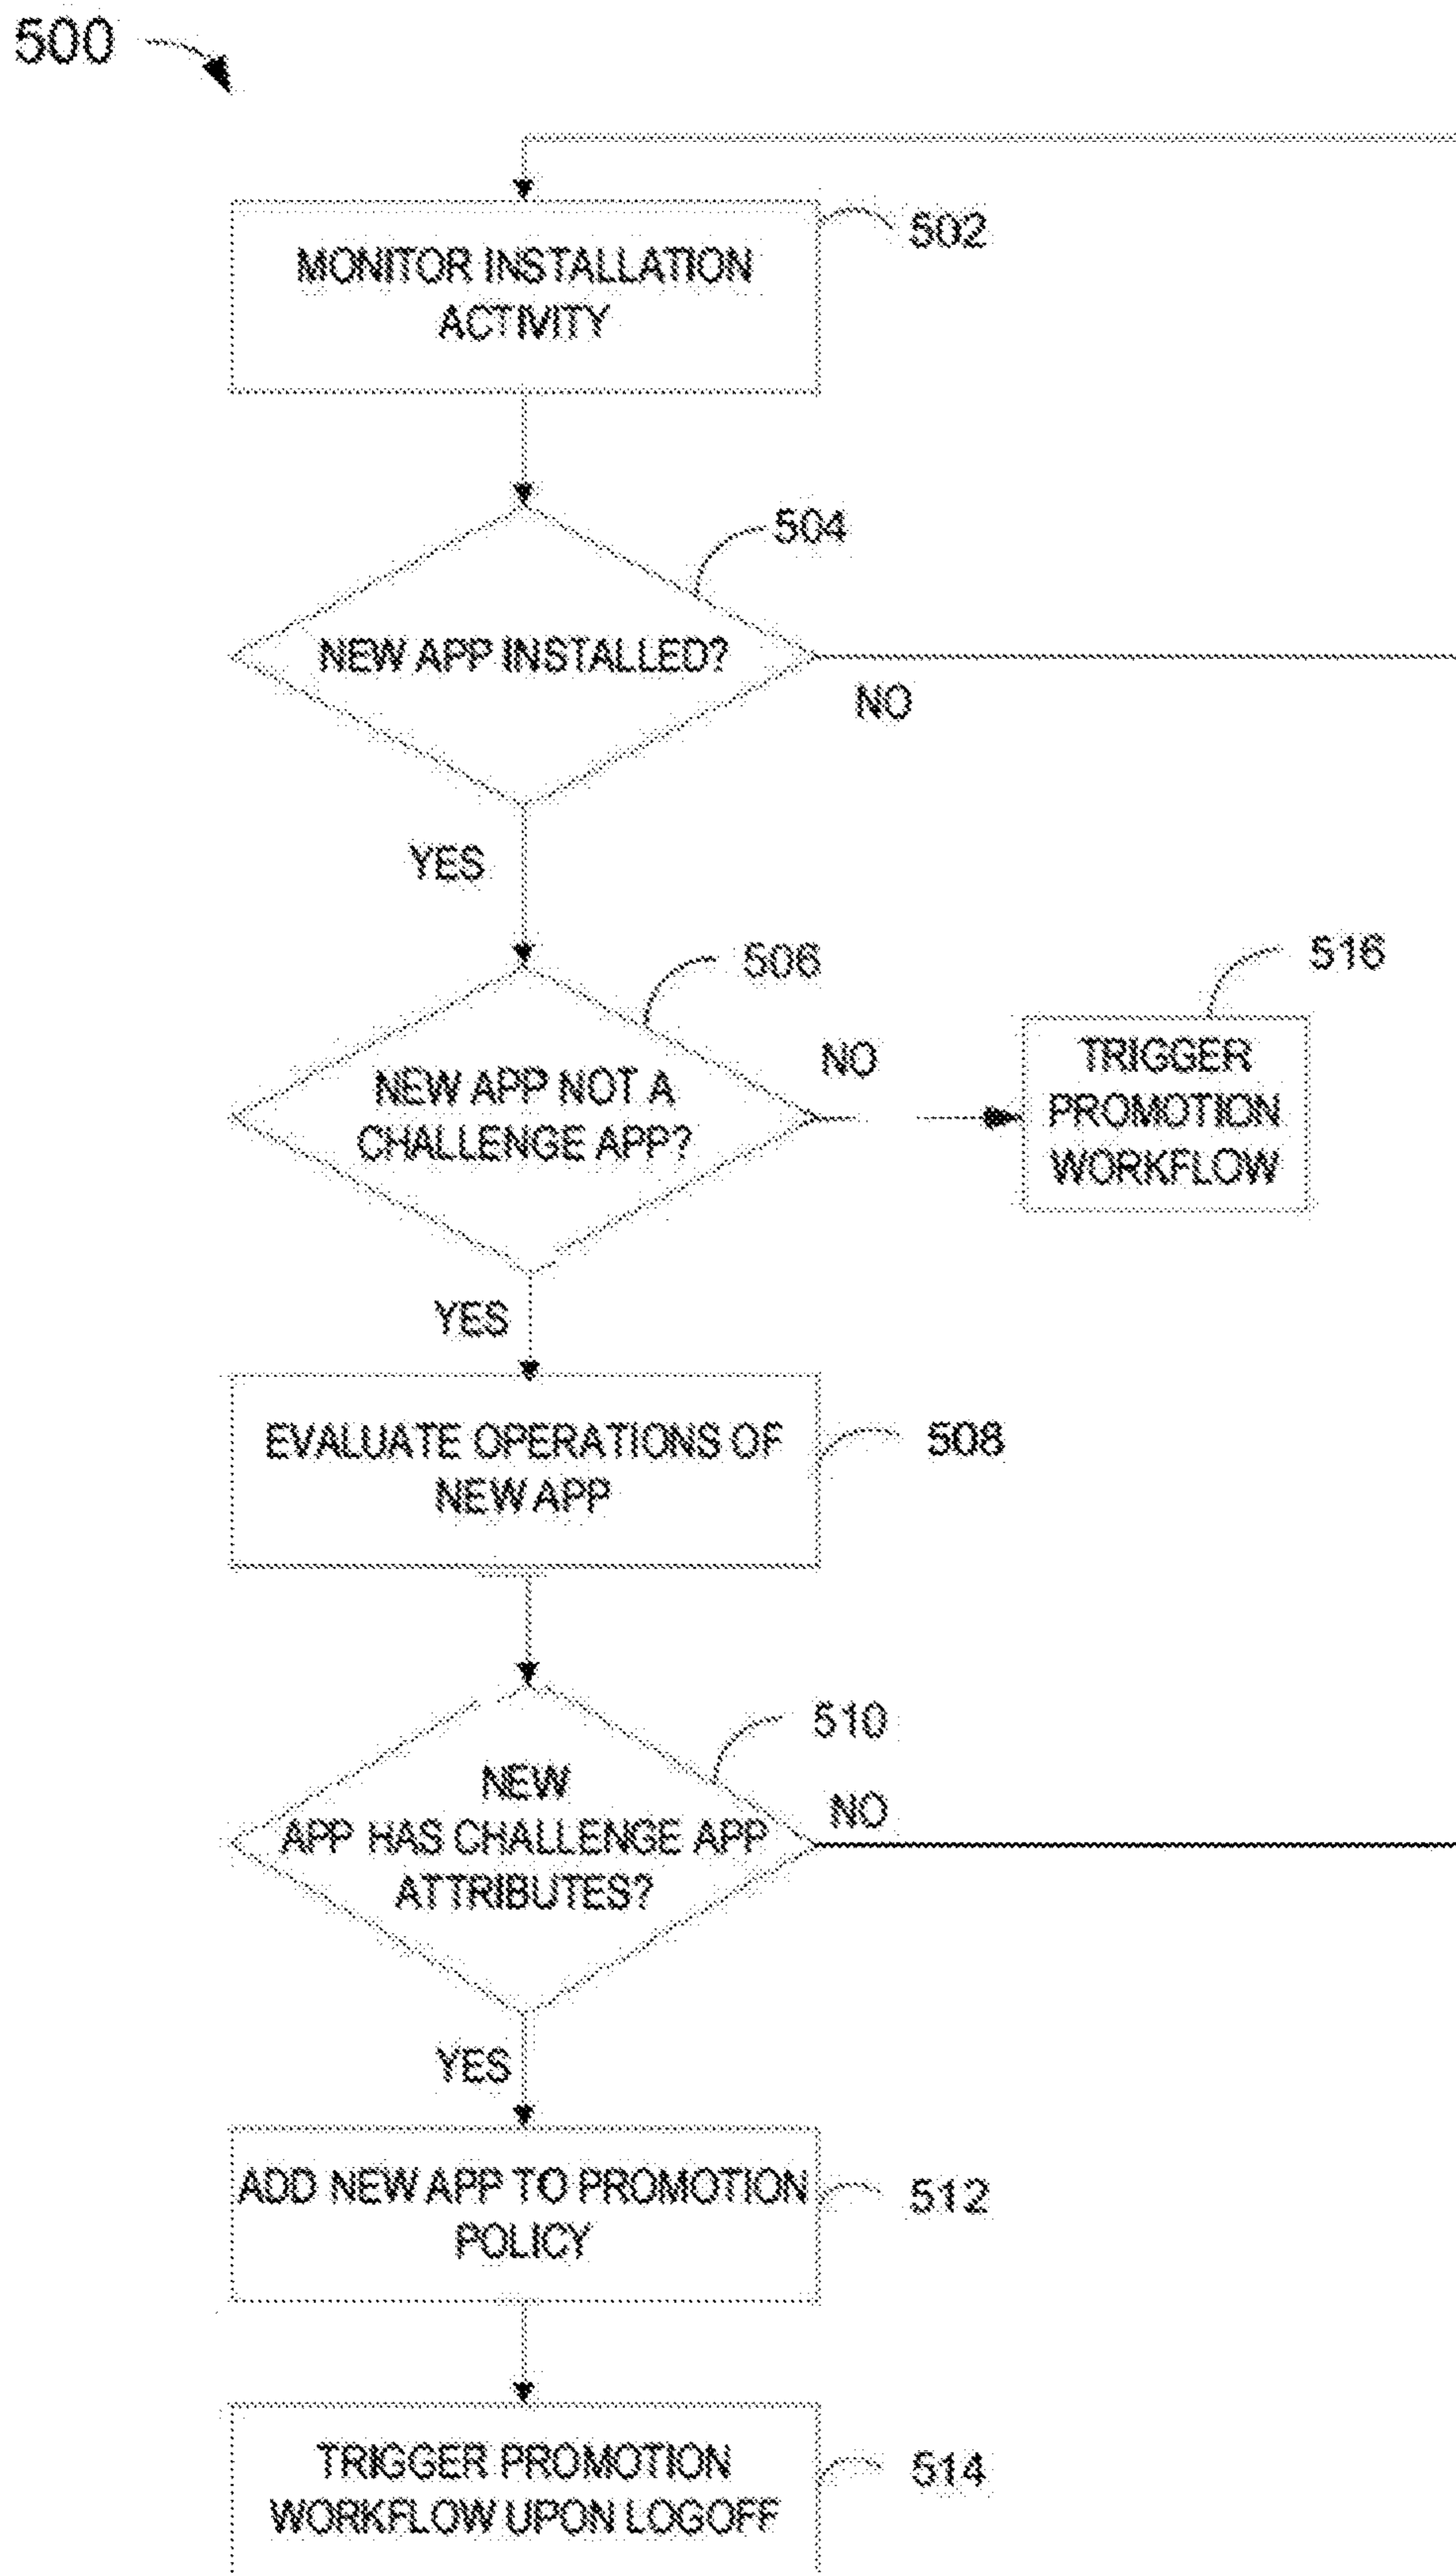 500
MONITOR INSTALLATION
ACTIVITY
502
504
NEW APP INSTALLED?
NO
YES
506
516
NEW APP NOT A
CHALLENGE APP?
NO
TRIGGER
PROMOTION
WORKFLOW
YES
EVALUATE OPERATIONS OF
NEW APP
508
510
NEW
APP HAS CHALLENGE APP
ATTRIBUTES?
NO
YES
ADD NEW APP TO PROMOTION
POLICY
512
TRIGGER PROMOTION
WORKFLOW UPON LOGOFF
514